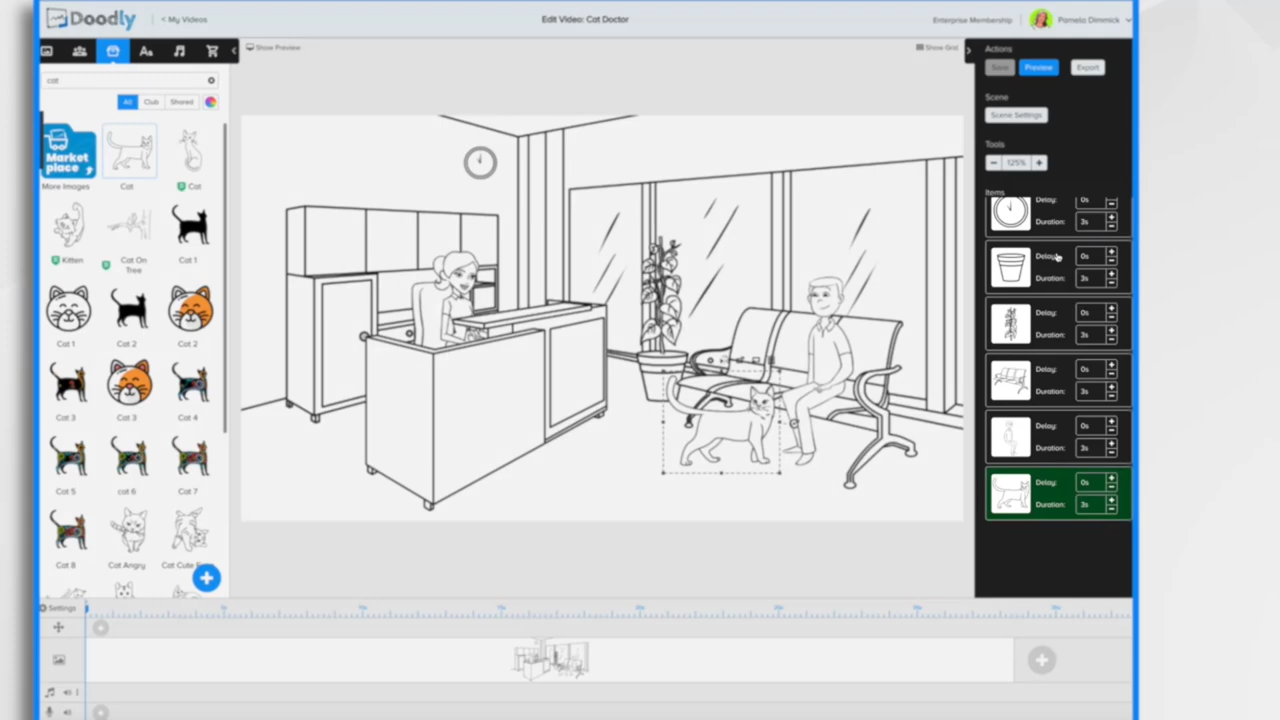 Doodly
< My Videos
Edit Video: Cat Doctor
Enterprise Membership
Pamela Dimmick
Aa
Show Preview
Show Grid
Actions
Save
Preview
Export
cat
All
Club
Shared
Scene
Scene Settings
Tools
125%
Items
Market
place
More Images
Cat
Cat
Kitten
Cat On
Tree
Cat 1
Cat 1
Cat 2
Cat 2
Cat 3
Cat 3
Cat 4
Cat 5
cat 6
Cat 7
Cat 8
Cat Angry
Delay: 0s
Duration: 3s
Delay: 0s
Duration: 3s
Delay: 0s
Duration: 3s
Delay: 0s
Duration: 3s
Delay: 0s
Duration: 3s
Delay: 0s
Duration: 3s
Settings